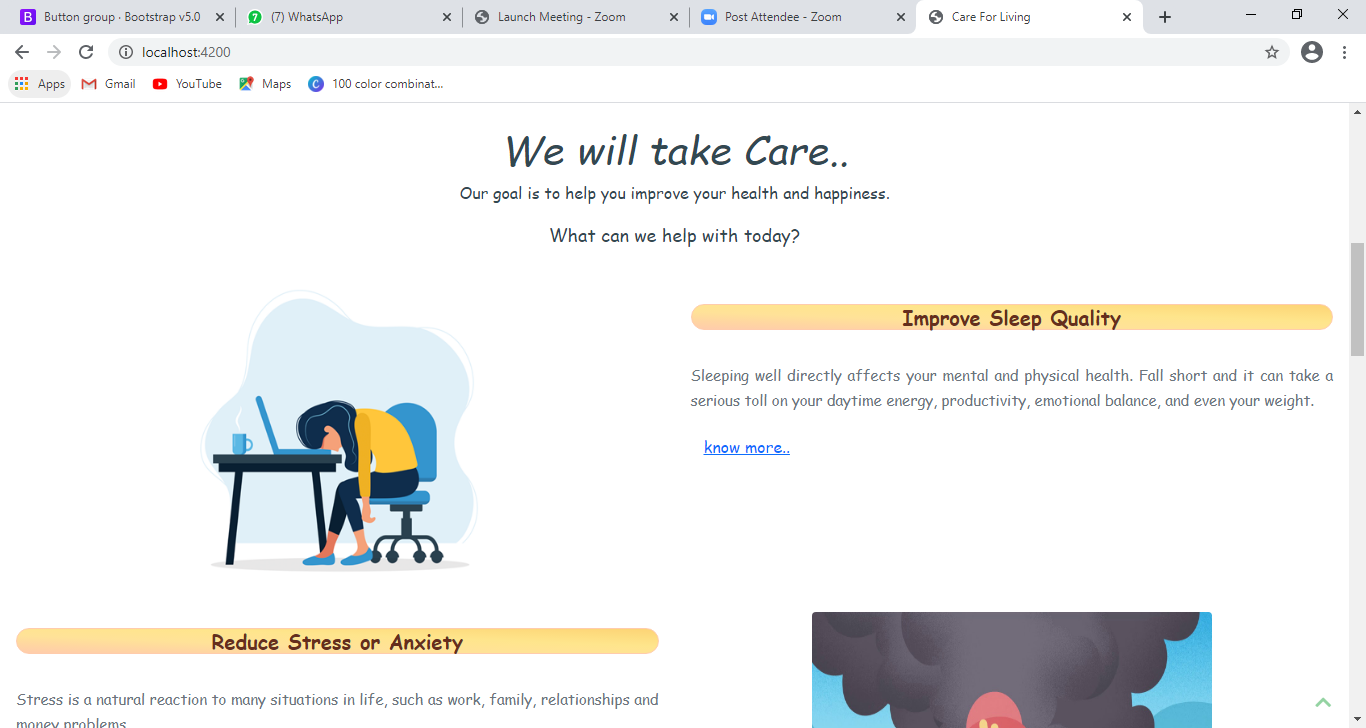 Button group · Bootstrap v5.0
(7) WhatsApp
Launch Meeting - Zoom
Post Attendee - Zoom
Care For Living
localhost:4200
Apps
Gmail
YouTube
Maps
100 color combinat...
We will take Care..
Our goal is to help you improve your health and happiness.
What can we help with today?
Improve Sleep Quality
Sleeping well directly affects your mental and physical health. Fall short and it can take a
serious toll on your daytime energy, productivity, emotional balance, and even your weight.
know more..
Reduce Stress or Anxiety
Stress is a natural reaction to many situations in life, such as work, family, relationships and
money problems.